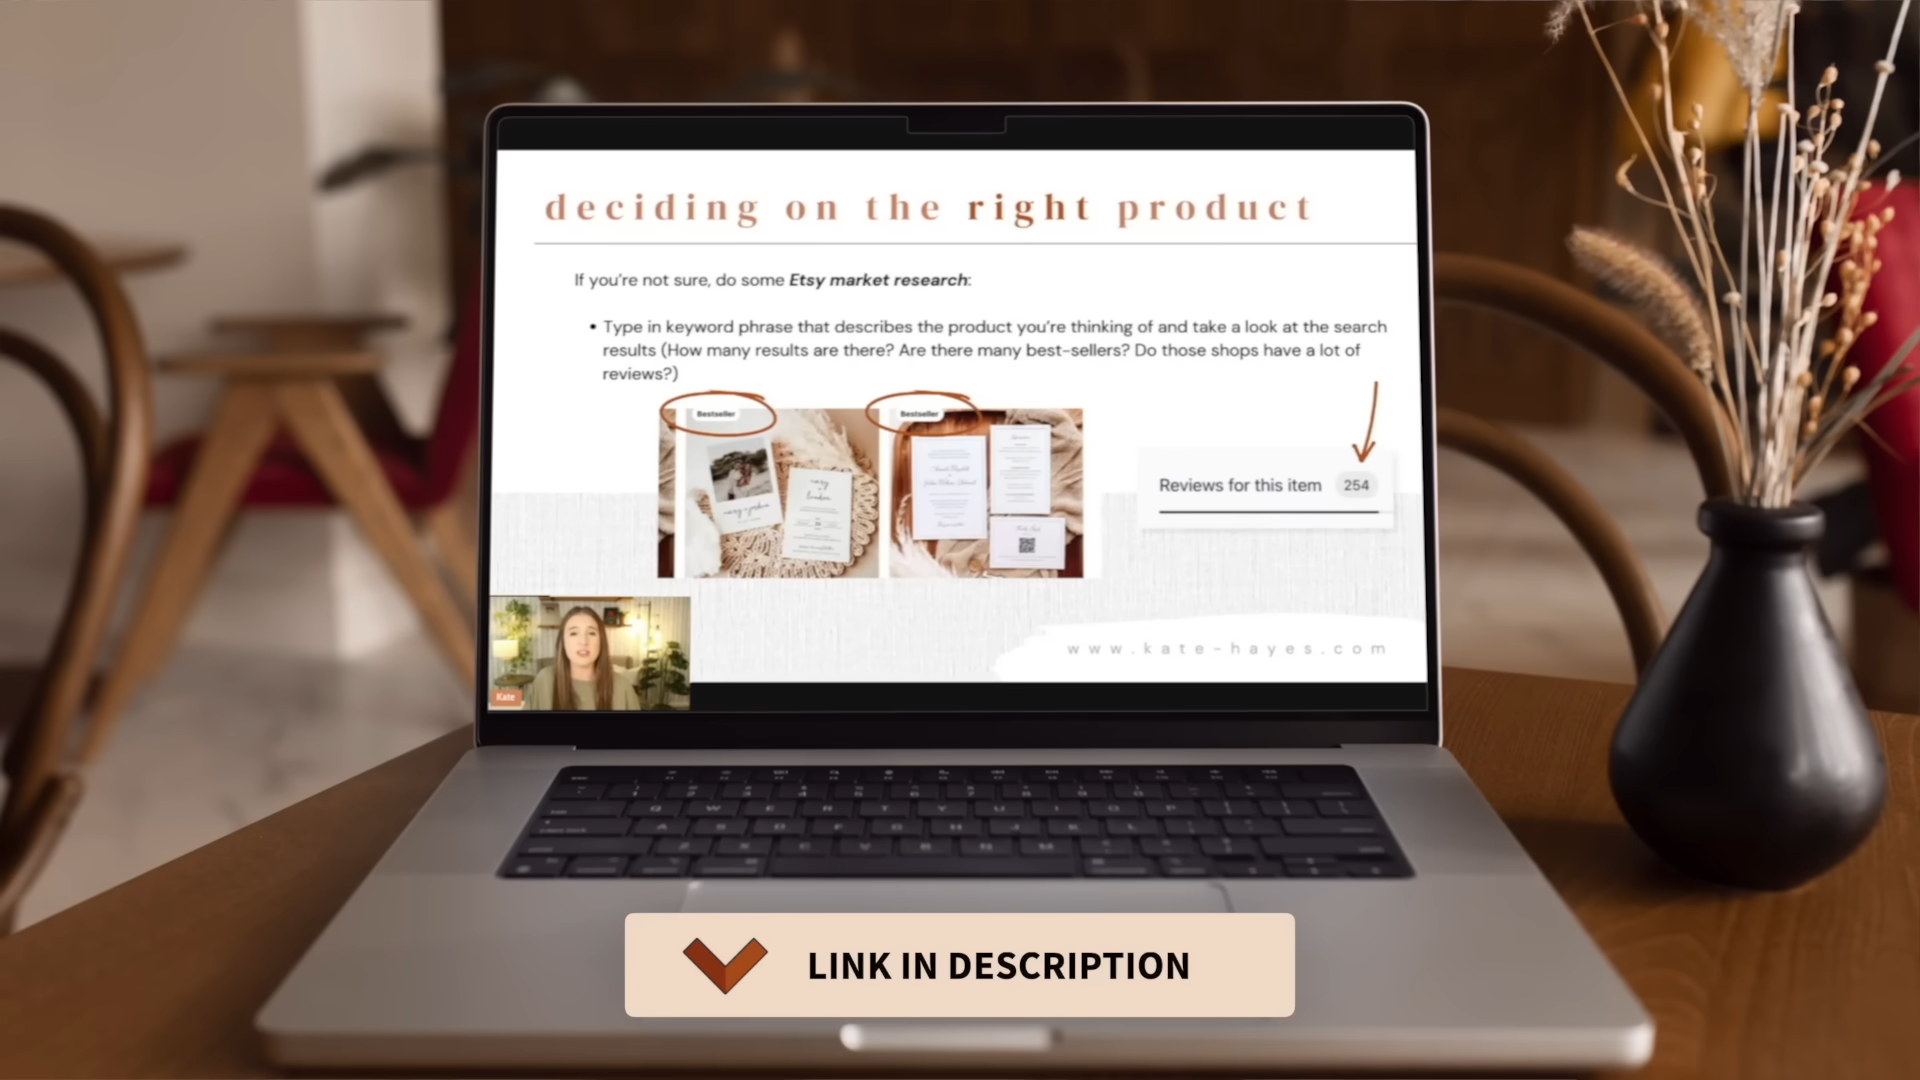 deciding on the right product
If you're not sure, do some Etsy market research:
• Type in keyword phrase that describes the product you're thinking of and take a look at the search
results (How many results are there? Are there many best-sellers? Do those shops have a lot of
reviews?)
Bestseller
Bestseller
Reviews for this item 254
www.kate-hayes.com
Kate
Q W E R T Y U I O P
A S D F G H J K L
Z X C V B N M
LINK IN DESCRIPTION